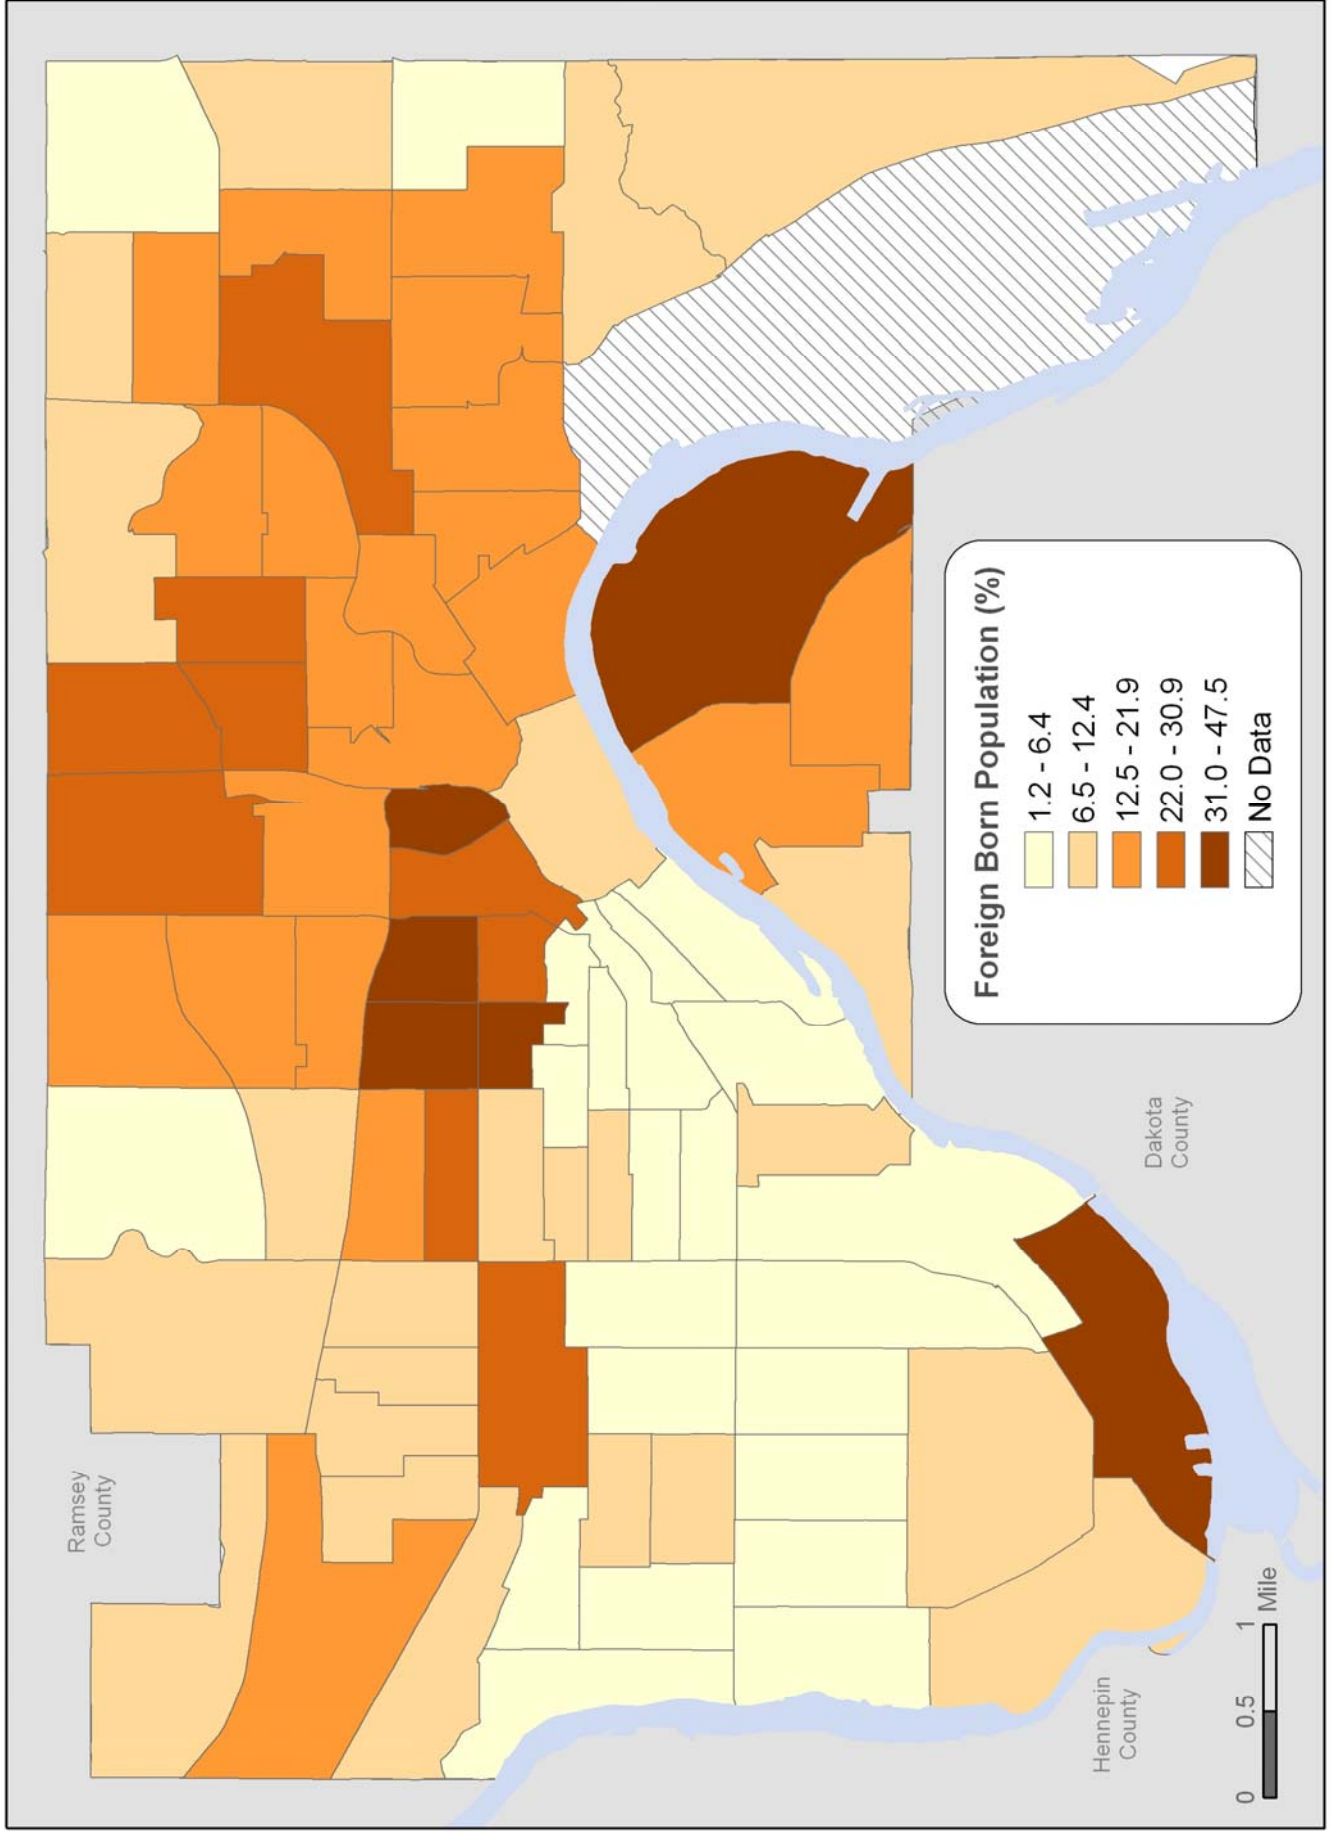 Ramsey
County
Hennepin
County
Dakota
County
0 0.5 1
Mile
Foreign Born Population (%)
1.2 - 6.4
6.5 - 12.4
12.5 - 21.9
22.0 - 30.9
31.0 - 47.5
No Data